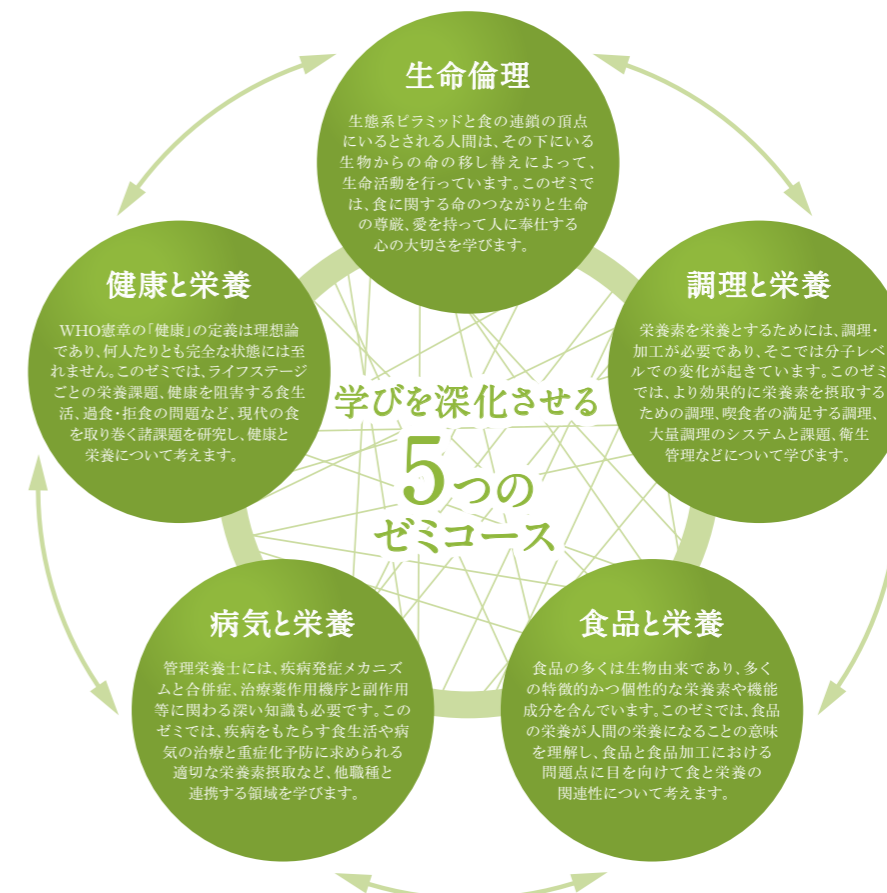 生命倫理
生態系ピラミッドと食の連鎖の頂点
にいるとされる人間は、その下にいる
生物からの命の移し替えによって、
生命活動を行っています。このゼミで
は、食に関する命のつながりと生命
の尊厳、愛を持って人に奉仕する
心の大切さを学びます。
健康と栄養
WHO憲章の「健康」の定義は理想論
であり、何人たりとも完全な状態には至
れません。このゼミでは、ライフステージ
ごとの栄養課題、健康を阻害する食生
活、過食・拒食の問題など、現代の食
を取り巻く諸課題を研究し、健康と
栄養について考えます。
調理と栄養
栄養素を栄養とするためには、調理・
加工が必要であり、そこでは分子レベ
ルでの変化が起きています。このゼミ
では、より効果的に栄養素を摂取する
ための調理、喫食者の満足する調理、
大量調理のシステムと課題、衛生
管理などについて学びます。
学びを深化させる
5つの
ゼミコース
病気と栄養
管理栄養士には、疾病発症メカニズ
ムと合併症、治療薬作用機序と副作用
等に関わる深い知識も必要です。この
ゼミでは、疾病をもたらす食生活や病
気の治療と重症化予防に求められる
適切な栄養素摂取など、他職種と
連携する領域を学びます。
食品と栄養
食品の多くは生物由来であり、多く
の特徴的かつ個性的な栄養素や機能
成分を含んでいます。このゼミでは、食品
の栄養が人間の栄養になることの意味
を理解し、食品と食品加工における
問題点に目を向けて食と栄養の
関連性について考えます。